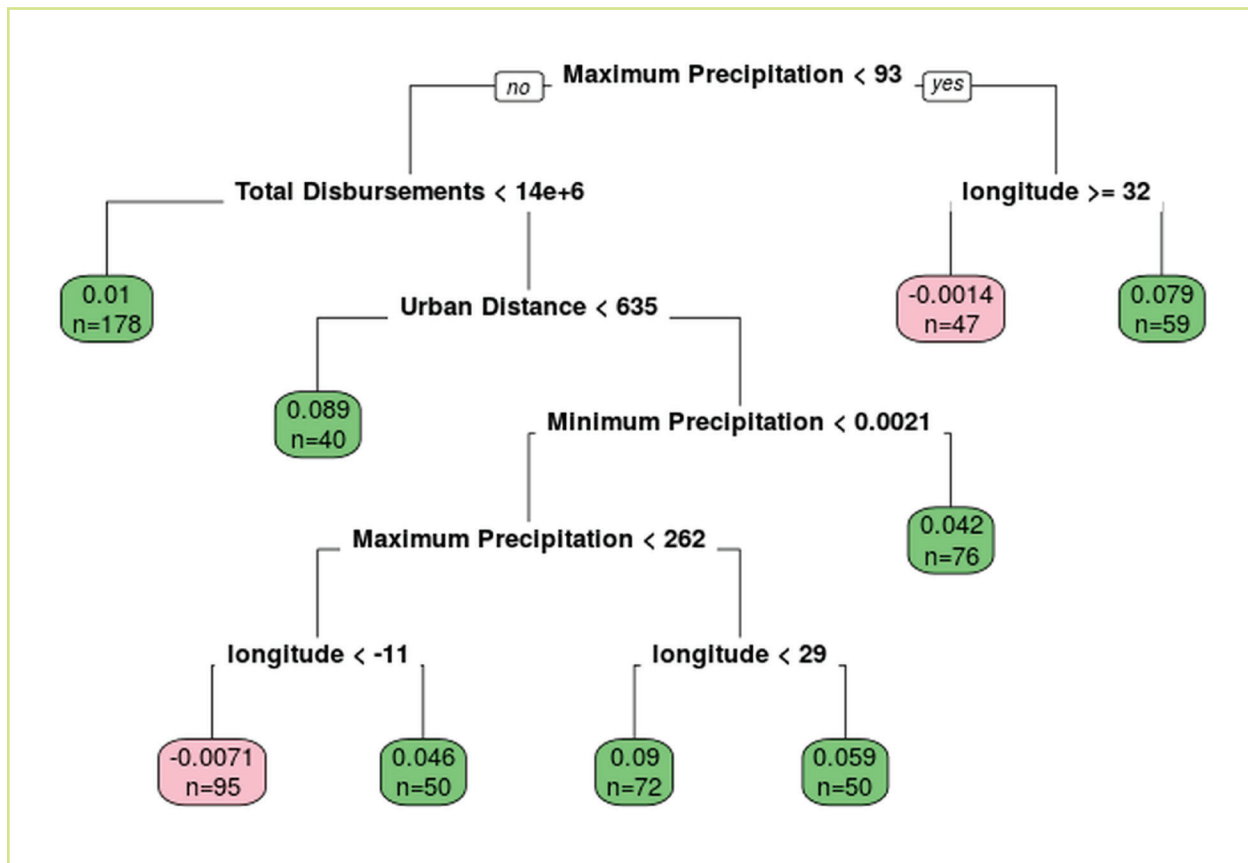 Maximum Precipitation < 93
no
yes
Total Disbursements < 14e+6
longitude >= 32
0.01
n=178
Urban Distance < 635
-0.0014
n=47
0.079
n=59
0.089
n=40
Minimum Precipitation < 0.0021
Maximum Precipitation < 262
0.042
n=76
longitude < -11
longitude < 29
-0.0071
n=95
0.046
n=50
0.09
n=72
0.059
n=50